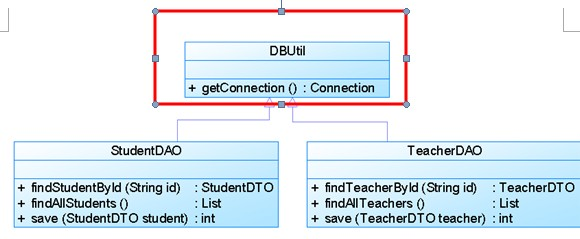 DBUtil
+ getConnection () : Connection
StudentDAO
+ findStudentById (String id) : StudentDTO
+ findAllStudents () : List
+ save (StudentDTO student) : int
TeacherDAO
+ findTeacherById (String id) : TeacherDTO
+ findAllTeachers () : List
+ save (TeacherDTO teacher) : int